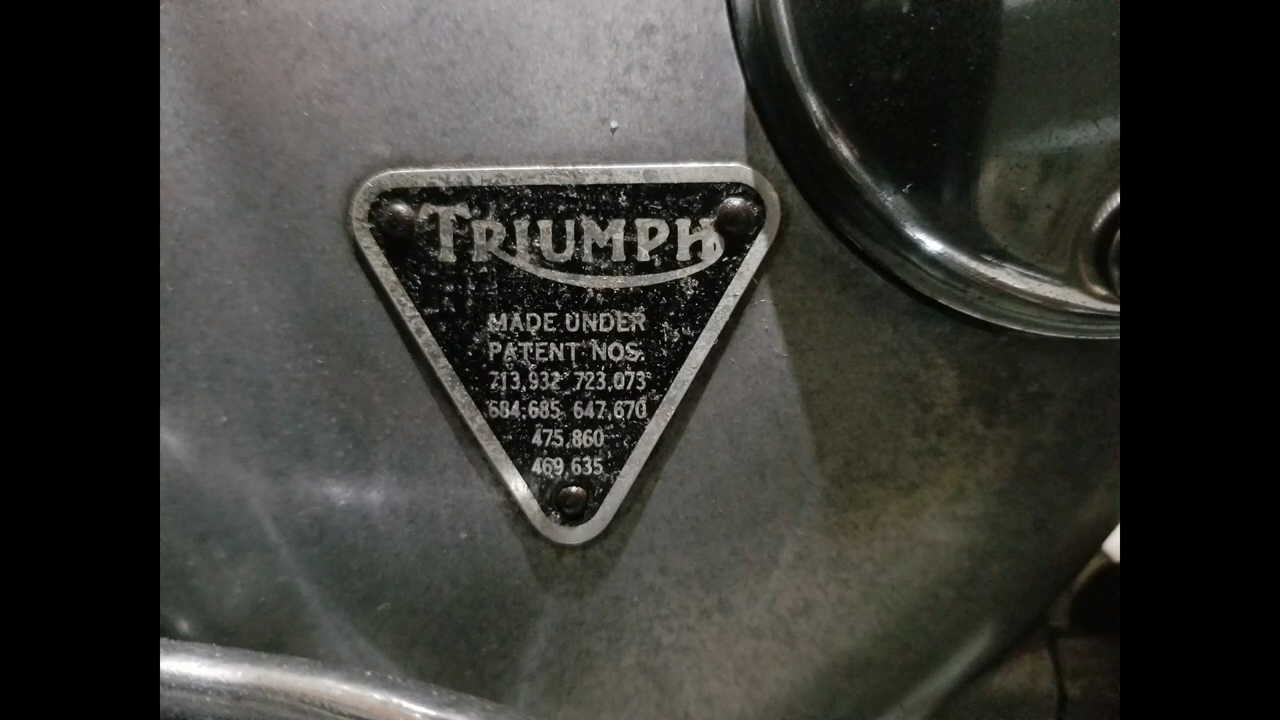 TRIUMPH
MADE UNDER
PATENT NOS.
713,932 723,073
684,685 647,670
475,860
469,635